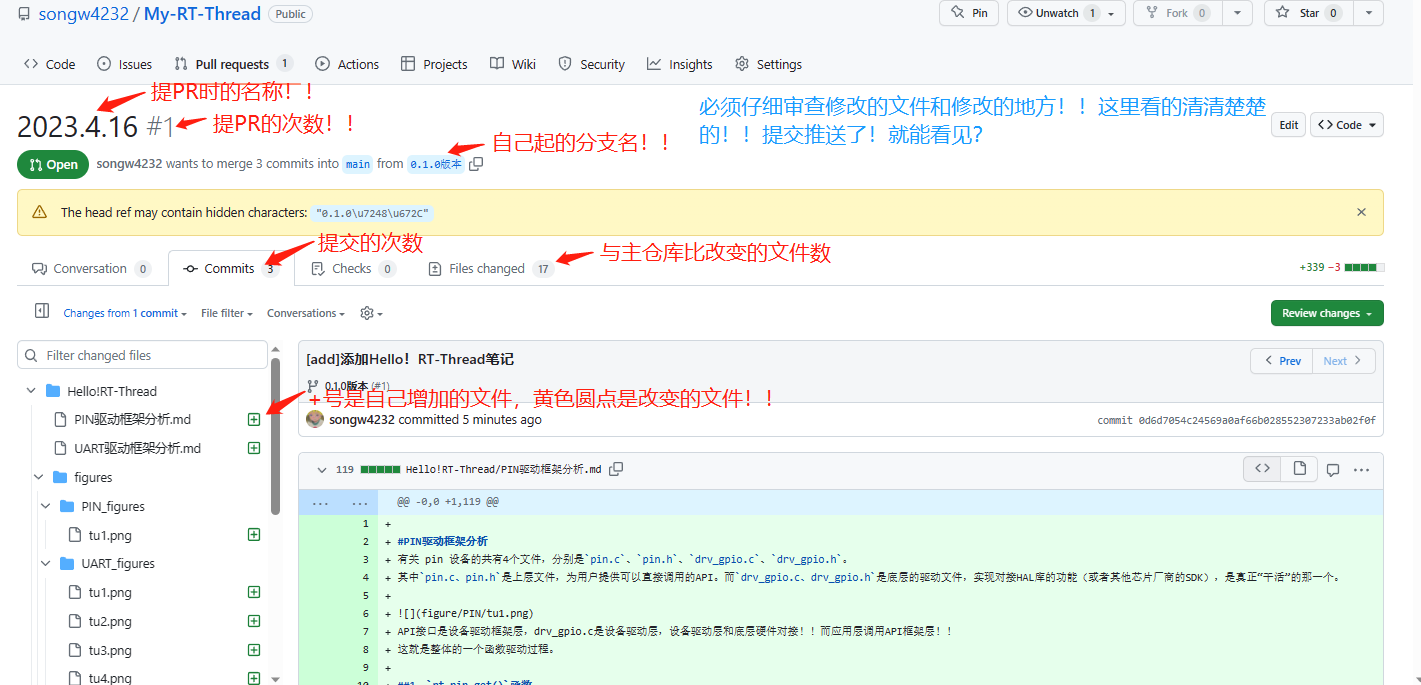 songw4232 / My-RT-Thread Public
Pin Unwatch 1 Fork 0 Star 0
Code Issues Pull requests 1 Actions Projects Wiki Security Insights Settings
提PR时的名称！！
必须仔细审查修改的文件和修改的地方！！这里看的清清楚楚
的！！提交推送了！就能看见?
2023.4.16 #1
提PR的次数！！
Edit Code
自己起的分支名！！
Open songw4232 wants to merge 3 commits into main from 0.1.0版本
The head ref may contain hidden characters: "0.1.0\u7248\u672C"
提交的次数
与主仓库比改变的文件数
Conversation 0 Commits 3 Checks 0 Files changed 17
+339 −3
Changes from 1 commit File filter Conversations
Review changes
Filter changed files
[add]添加Hello！RT-Thread笔记
Prev Next
0.1.0版本 (#1)
Hello!RT-Thread
+号是自己增加的文件，黄色圆点是改变的文件！！
PIN驱动框架分析.md
songw4232 committed 5 minutes ago
commit 0d6d7054c24569a0af66b028552307233ab02f0f
UART驱动框架分析.md
119 Hello!RT-Thread/PIN驱动框架分析.md
figures
PIN_figures
tu1.png
UART_figures
tu1.png
tu2.png
tu3.png
tu4.png
... ... @@ -0,0 +1,119 @@
1 +
2 + #PIN驱动框架分析
3 + 有关 pin 设备的共有4个文件，分别是`pin.c`、`pin.h`、`drv_gpio.c`、`drv_gpio.h`。
4 + 其中`pin.c、pin.h`是上层文件，为用户提供可以直接调用的API。而`drv_gpio.c、drv_gpio.h`是底层的驱动文件，实现对接HAL库的功能（或者其他芯片厂商的SDK），是真正“干活”的那一个。
5 +
6 + ![](figure/PIN/tu1.png)
7 + API接口是设备驱动框架层，drv_gpio.c是设备驱动层，设备驱动层和底层硬件对接！！而应用层调用API框架层！！
8 + 这就是整体的一个函数驱动过程。
9 +
10 + ##1、`rt_pin_get()`函数